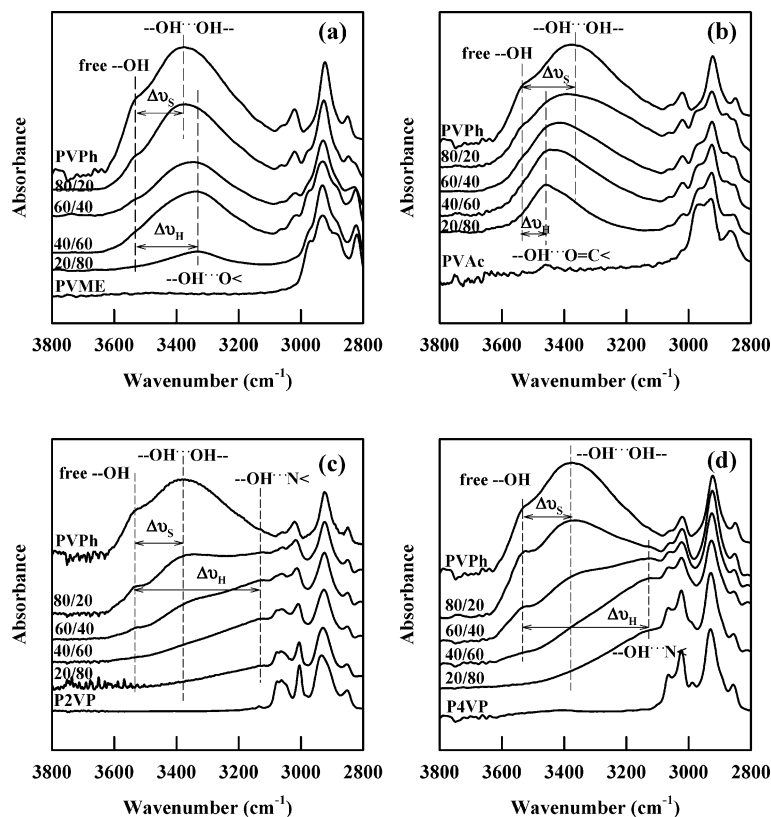 --OH···OH--
(a)
free --OH
ΔυS
PVPh
80/20
60/40
40/60
ΔυH
20/80
--OH···O<
PVME
Absorbance
3800 3600 3400 3200 3000 2800
Wavenumber (cm-1)
--OH···OH--
(b)
free --OH
ΔυS
PVPh
80/20
60/40
40/60
20/80
ΔυH
--OH···O=C<
PVAc
Absorbance
3800 3600 3400 3200 3000 2800
Wavenumber (cm-1)
--OH···OH--
(c)
free --OH
--OH···N<
ΔυS
PVPh
ΔυH
80/20
60/40
40/60
20/80
P2VP
Absorbance
3800 3600 3400 3200 3000 2800
Wavenumber (cm-1)
--OH···OH--
(d)
free --OH
ΔυS
PVPh
80/20
60/40
ΔυH
40/60
--OH···N<
20/80
P4VP
Absorbance
3800 3600 3400 3200 3000 2800
Wavenumber (cm-1)